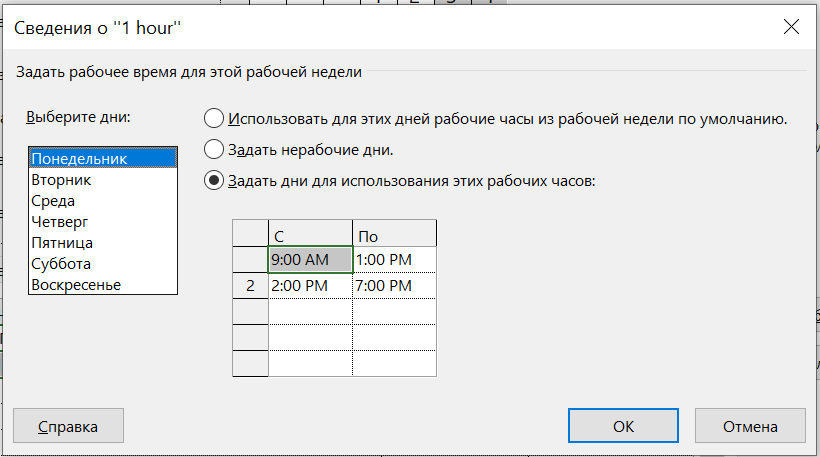 Сведения о "1 hour"
Задать рабочее время для этой рабочей недели
Выберите дни:
Использовать для этих дней рабочие часы из рабочей недели по умолчанию.
Задать нерабочие дни.
Задать дни для использования этих рабочих часов:
Понедельник
Вторник
Среда
Четверг
Пятница
Суббота
Воскресенье
С По
9:00 AM 1:00 PM
2 2:00 PM 7:00 PM
Справка
ОК
Отмена